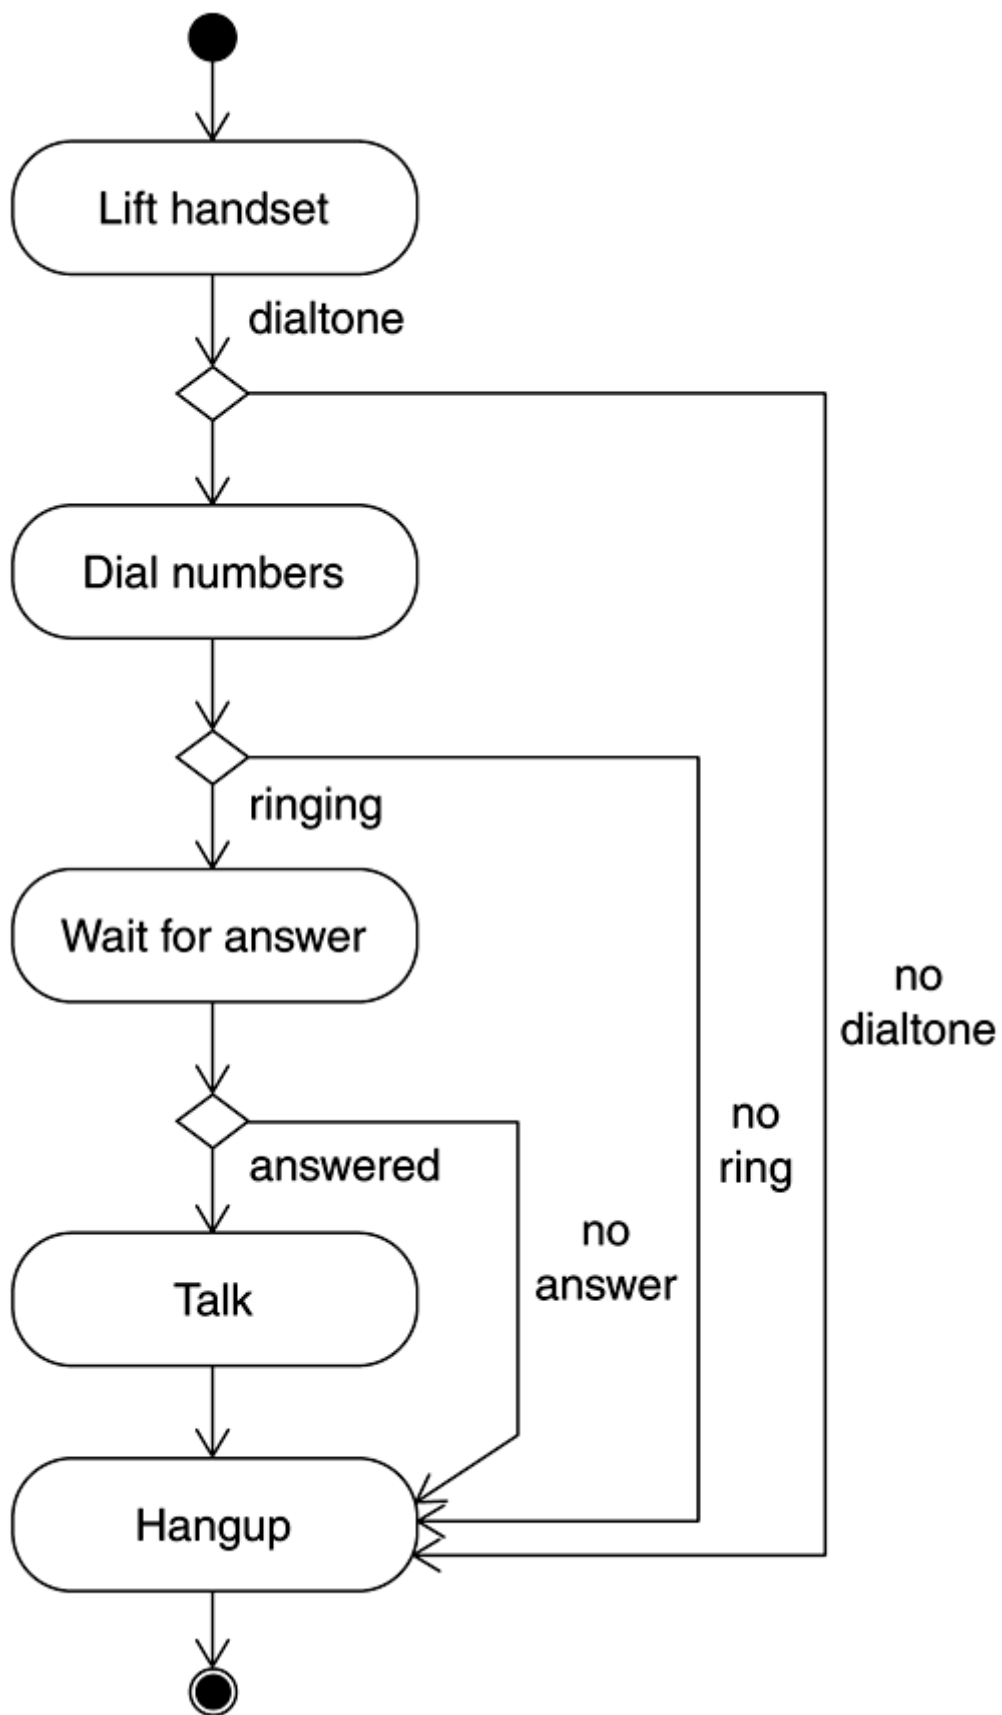 Lift handset
dialtone
Dial numbers
ringing
Wait for answer
no
dialtone
no
ring
answered
no
answer
Talk
Hangup